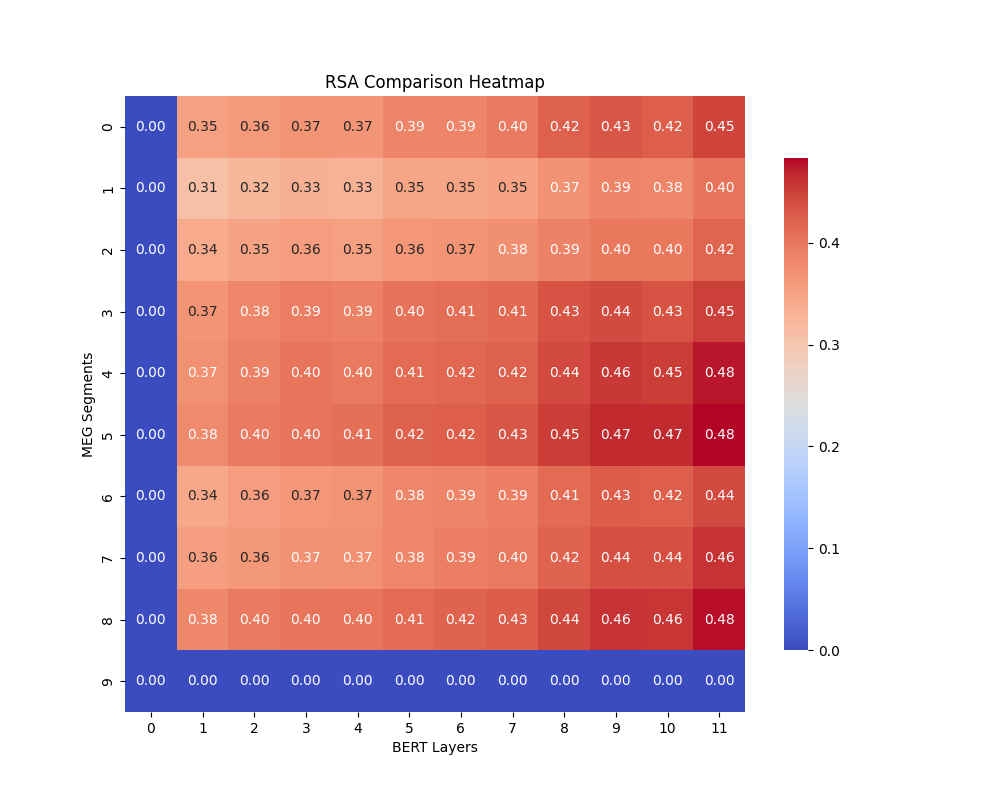 RSA Comparison Heatmap
0 0.00 0.35 0.36 0.37 0.37 0.39 0.39 0.40 0.42 0.43 0.42 0.45
1 0.00 0.31 0.32 0.33 0.33 0.35 0.35 0.35 0.37 0.39 0.38 0.40
2 0.00 0.34 0.35 0.36 0.35 0.36 0.37 0.38 0.39 0.40 0.40 0.42
3 0.00 0.37 0.38 0.39 0.39 0.40 0.41 0.41 0.43 0.44 0.43 0.45
4 0.00 0.37 0.39 0.40 0.40 0.41 0.42 0.42 0.44 0.46 0.45 0.48
5 0.00 0.38 0.40 0.40 0.41 0.42 0.42 0.43 0.45 0.47 0.47 0.48
6 0.00 0.34 0.36 0.37 0.37 0.38 0.39 0.39 0.41 0.43 0.42 0.44
7 0.00 0.36 0.36 0.37 0.37 0.38 0.39 0.40 0.42 0.44 0.44 0.46
8 0.00 0.38 0.40 0.40 0.40 0.41 0.42 0.43 0.44 0.46 0.46 0.48
9 0.00 0.00 0.00 0.00 0.00 0.00 0.00 0.00 0.00 0.00 0.00 0.00
0 1 2 3 4 5 6 7 8 9 10 11
BERT Layers
MEG Segments
0.4
0.3
0.2
0.1
0.0